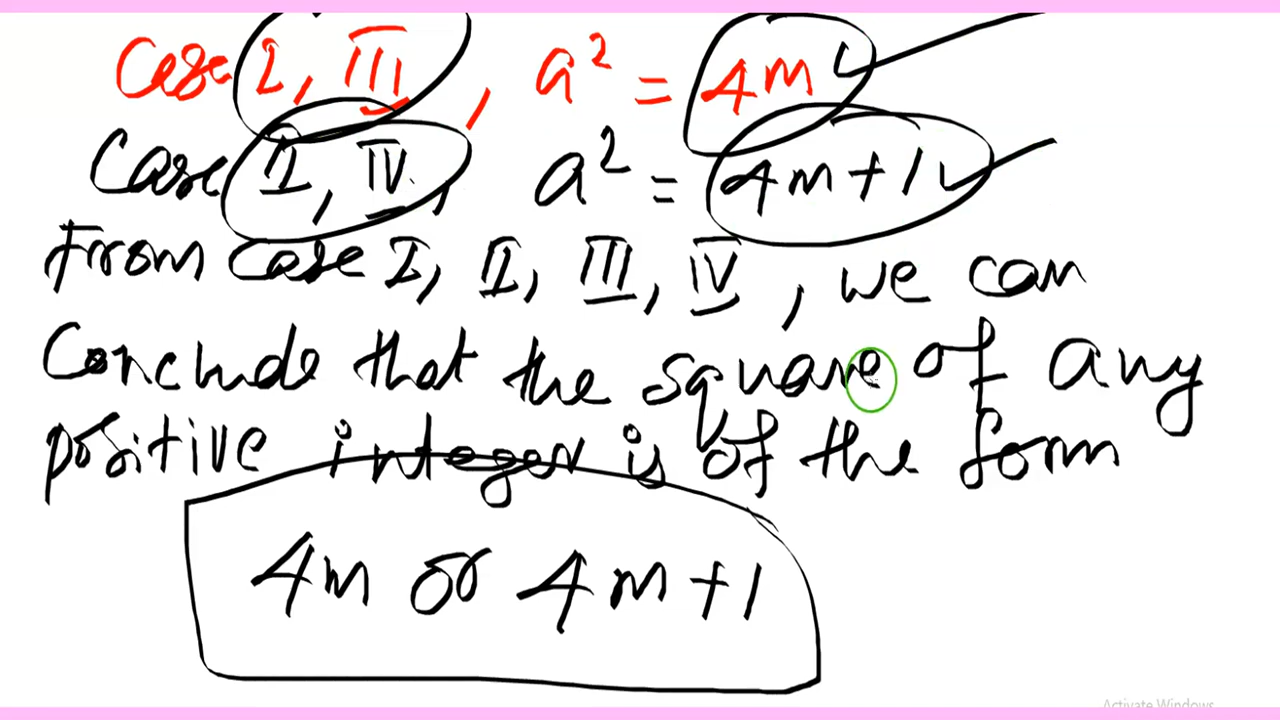 Case I, III, a² = 4m
Case II, IV, a² = 4m+1
From case I, II, III, IV, we can
Conclude that the square of any
positive integer is of the form
4m or 4m+1
Activate Windows